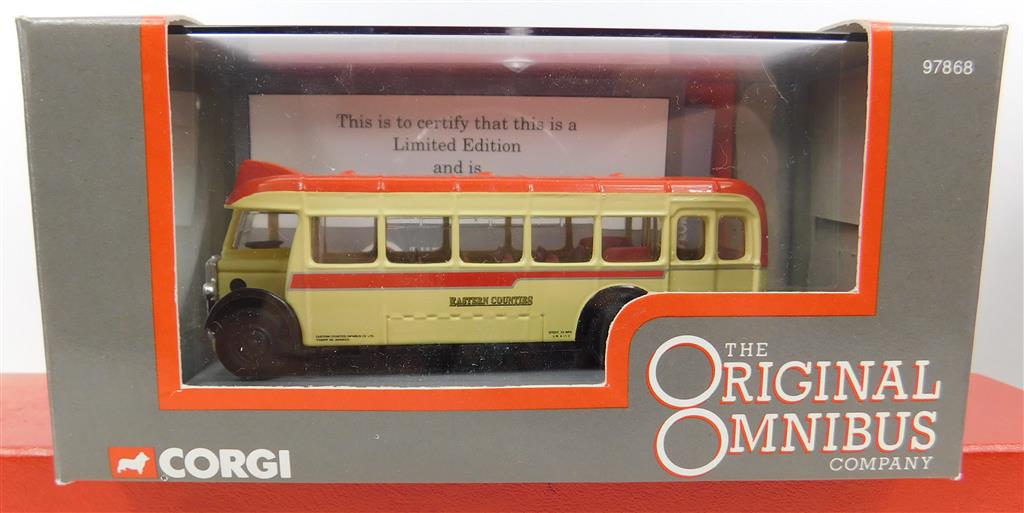 97868
This is to certify that this is a
Limited Edition
and is
EASTERN COUNTIES
THE
ORIGINAL
OMNIBUS
COMPANY
CORGI